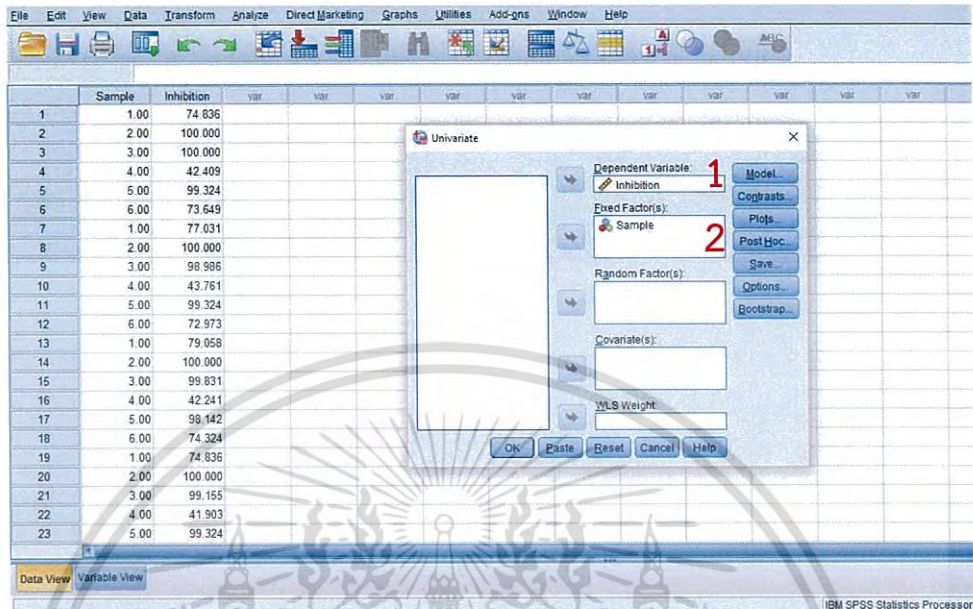 File Edit View Data Transform Analyze Direct Marketing Graphs Utilities Add-ons Window Help
Sample Inhibition var var var var var var var var var var var
1 1.00 74.836
2 2.00 100.000
3 3.00 100.000
4 4.00 42.409
5 5.00 99.324
6 6.00 73.649
7 1.00 77.031
8 2.00 100.000
9 3.00 98.986
10 4.00 43.761
11 5.00 99.324
12 6.00 72.973
13 1.00 79.058
14 2.00 100.000
15 3.00 99.831
16 4.00 42.241
17 5.00 98.142
18 6.00 74.324
19 1.00 74.836
20 2.00 100.000
21 3.00 99.155
22 4.00 41.903
23 5.00 99.324
Univariate
Dependent Variable: 1
Inhibition
Fixed Factor(s):
Sample
2
Random Factor(s):
Covariate(s):
WLS Weight:
Model...
Contrasts...
Plots...
Post Hoc...
Save...
Options...
Bootstrap...
OK Paste Reset Cancel Help
Data View Variable View
IBM SPSS Statistics Processor